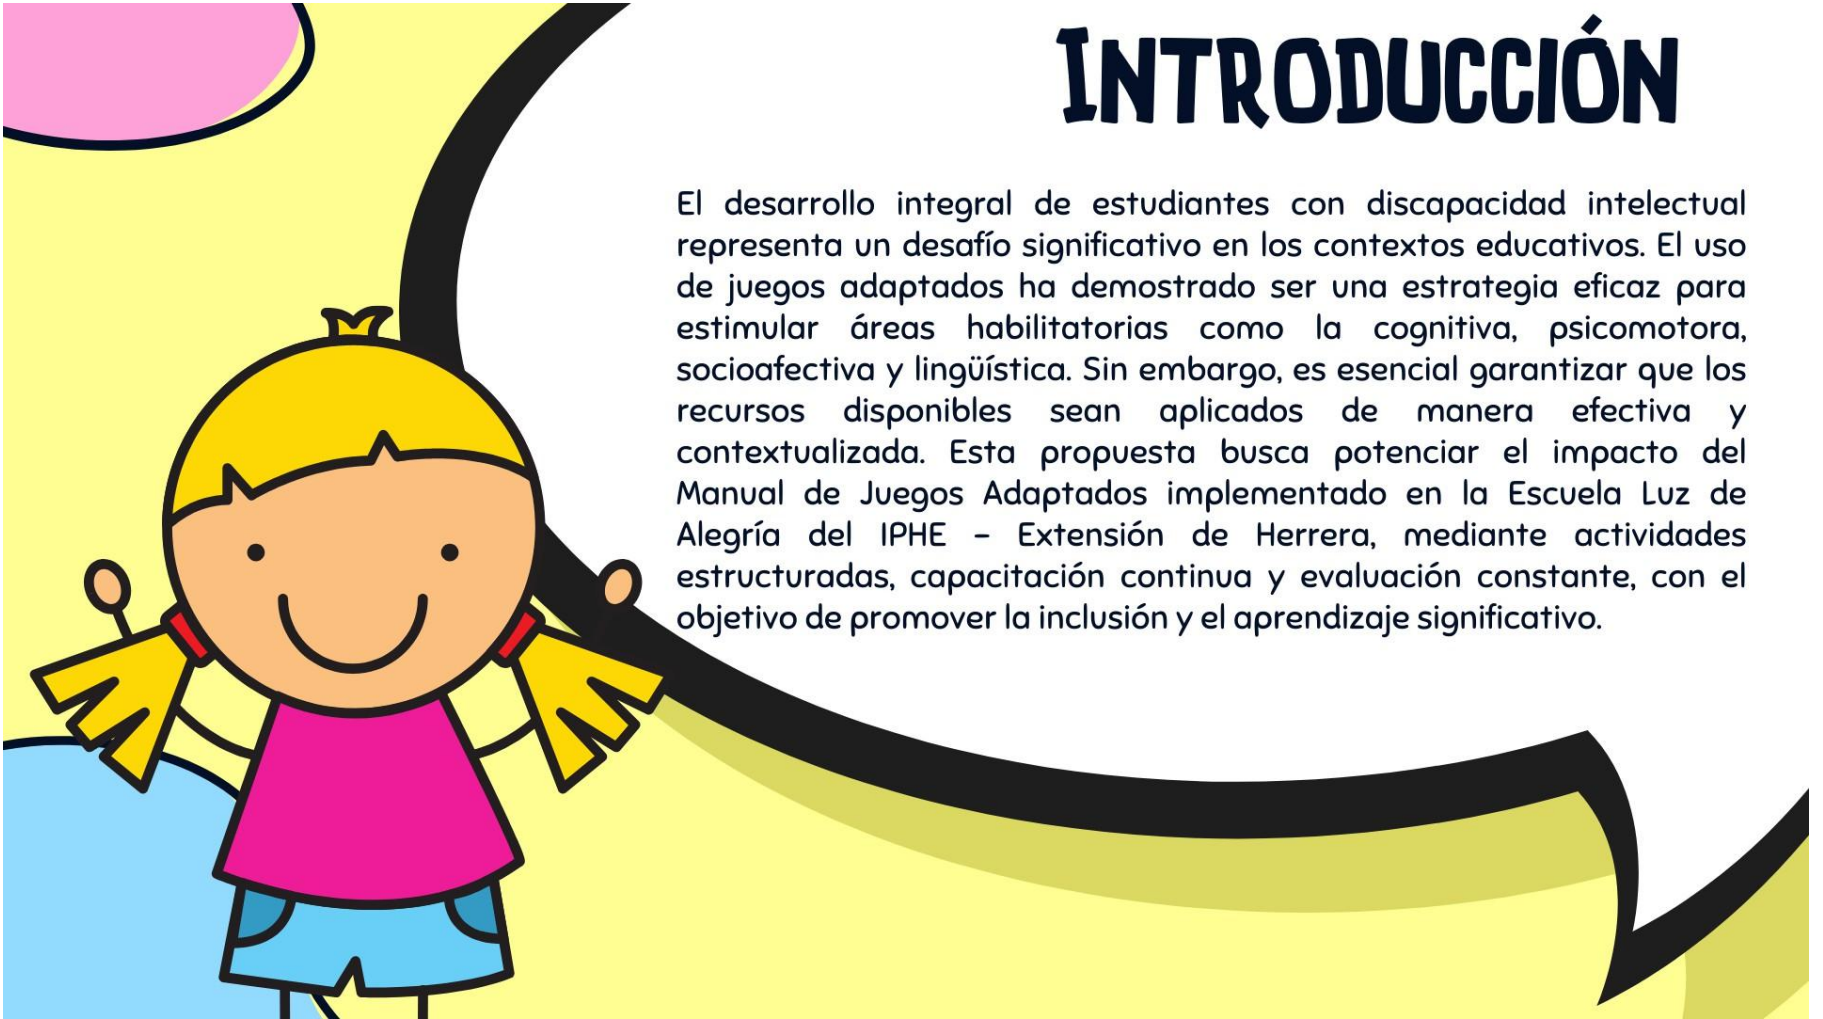 INTRODUCCIÓN
El desarrollo integral de estudiantes con discapacidad intelectual
representa un desafío significativo en los contextos educativos. El uso
de juegos adaptados ha demostrado ser una estrategia eficaz para
estimular áreas habilitatorias como la cognitiva, psicomotora,
socioafectiva y lingüística. Sin embargo, es esencial garantizar que los
recursos disponibles sean aplicados de manera efectiva y
contextualizada. Esta propuesta busca potenciar el impacto del
Manual de Juegos Adaptados implementado en la Escuela Luz de
Alegría del IPHE – Extensión de Herrera, mediante actividades
estructuradas, capacitación continua y evaluación constante, con el
objetivo de promover la inclusión y el aprendizaje significativo.